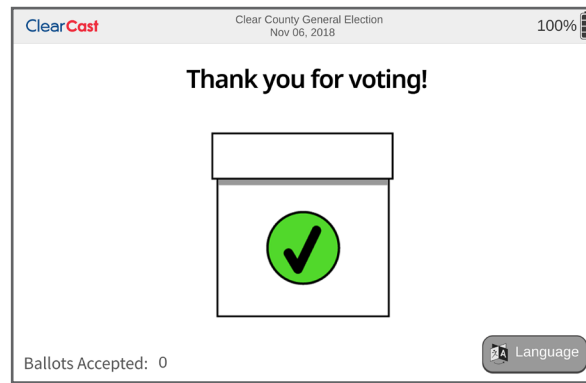 ClearCast
Clear County General Election
Nov 06, 2018
100%
Thank you for voting!
Ballots Accepted: 0
Language